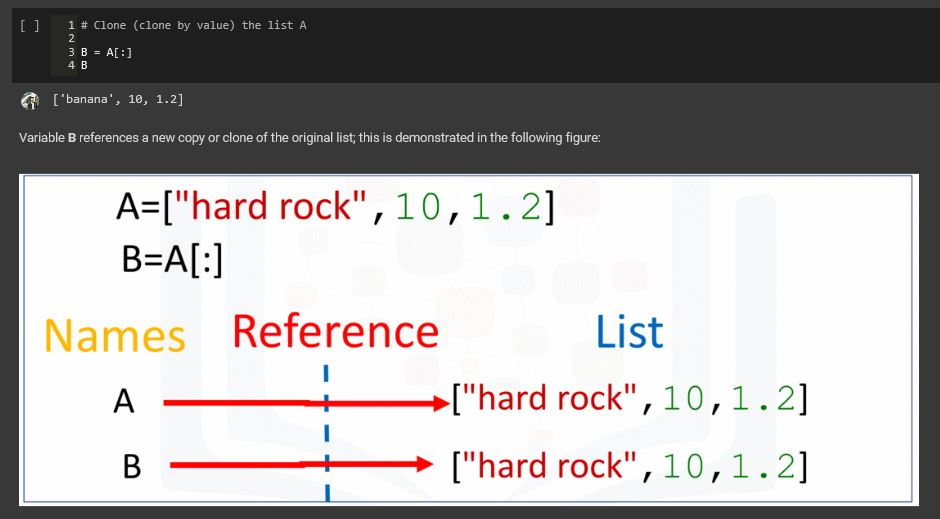 [ ]
1 # Clone (clone by value) the list A
2
3 B = A[:]
4 B
['banana', 10, 1.2]
Variable B references a new copy or clone of the original list; this is demonstrated in the following figure:
A=["hard rock", 10, 1.2]
B=A[:]
Names Reference List
A ["hard rock", 10, 1.2]
B ["hard rock", 10, 1.2]